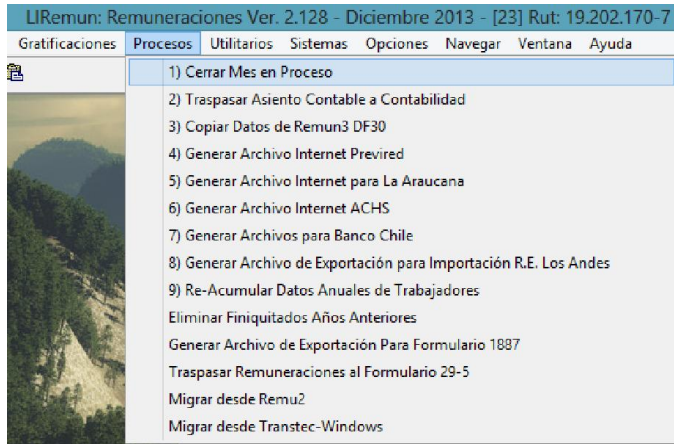 LIRemun: Remuneraciones Ver. 2.128 - Diciembre 2013 - [23] Rut: 19.202.170-7
Gratificaciones Procesos Utilitarios Sistemas Opciones Navegar Ventana Ayuda
1) Cerrar Mes en Proceso
2) Traspasar Asiento Contable a Contabilidad
3) Copiar Datos de Remun3 DF30
4) Generar Archivo Internet Previred
5) Generar Archivo Internet para La Araucana
6) Generar Archivo Internet ACHS
7) Generar Archivos para Banco Chile
8) Generar Archivo de Exportación para Importación R.E. Los Andes
9) Re-Acumular Datos Anuales de Trabajadores
Eliminar Finiquitados Años Anteriores
Generar Archivo de Exportación Para Formulario 1887
Traspasar Remuneraciones al Formulario 29-5
Migrar desde Remu2
Migrar desde Transtec-Windows